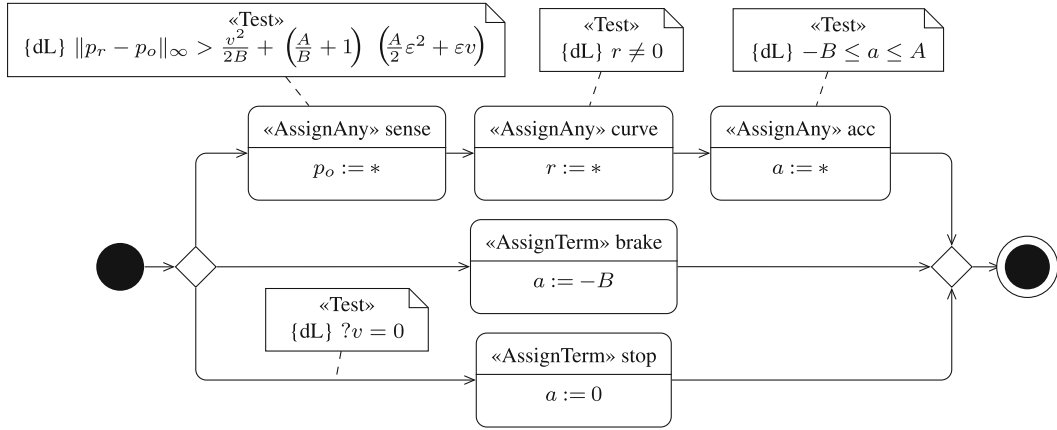 «Test»
{dL} ‖p_r − p_o‖_∞ > v²/2B + (A/B + 1) (A/2 ε² + εv)
«Test»
{dL} r ≠ 0
«Test»
{dL} −B ≤ a ≤ A
«AssignAny» sense
p_o := ∗
«AssignAny» curve
r := ∗
«AssignAny» acc
a := ∗
«AssignTerm» brake
a := −B
«Test»
{dL} ?v = 0
«AssignTerm» stop
a := 0